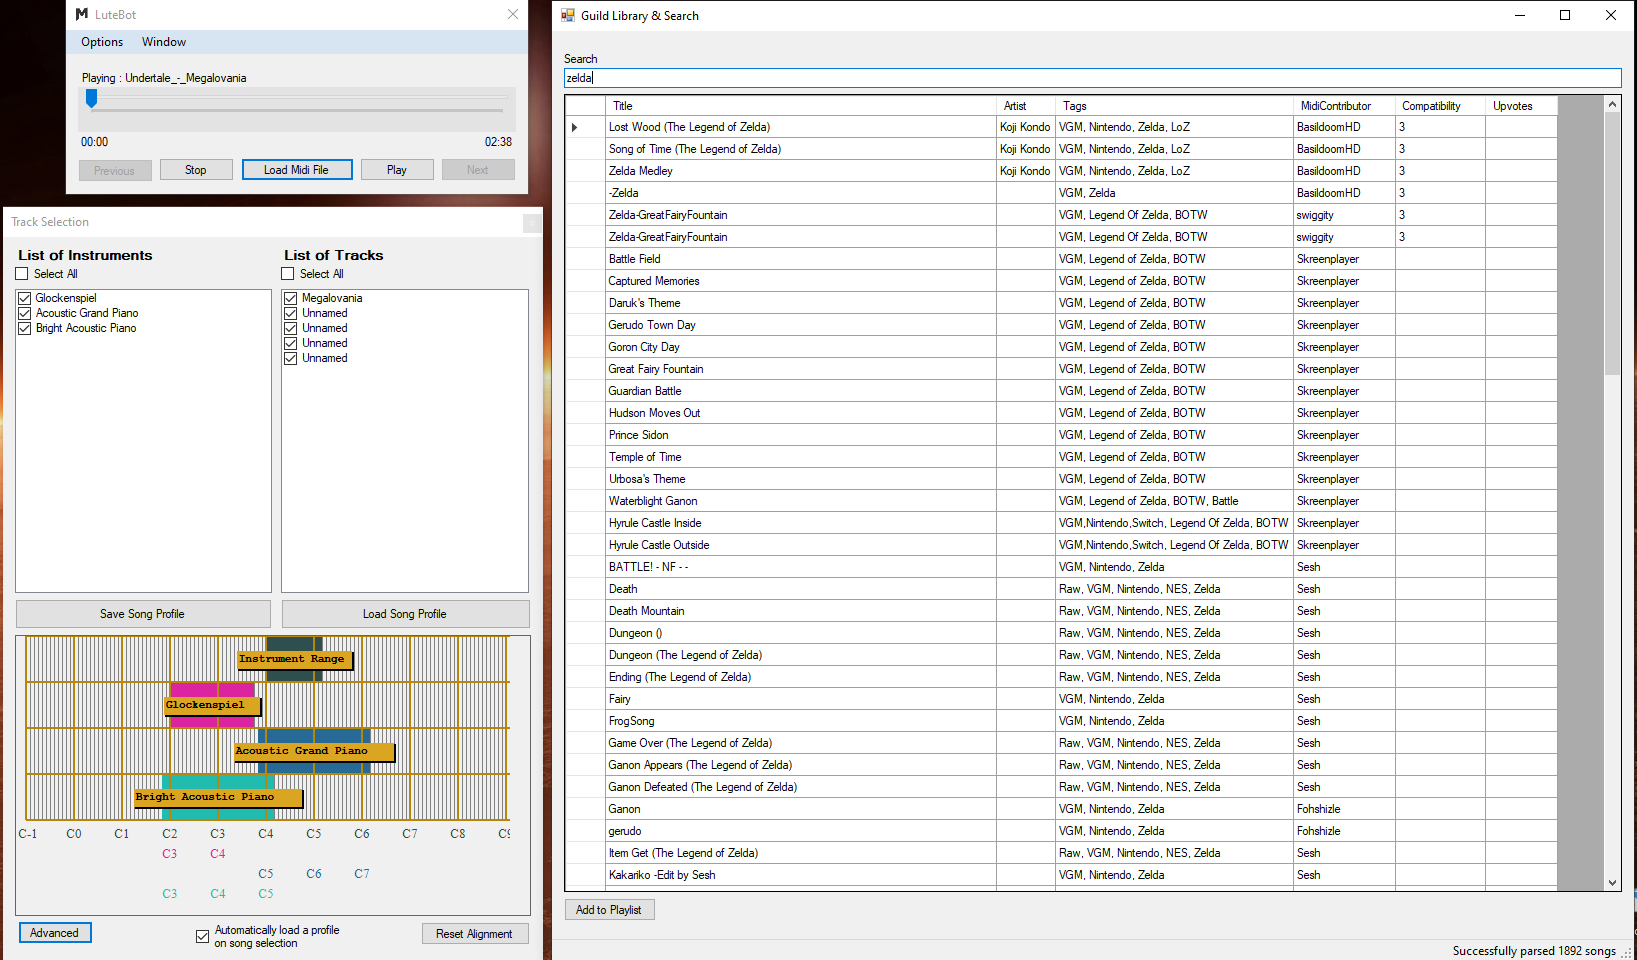 LuteBot
Options Window
Playing : Undertale_-_Megalovania
00:00 02:38
Previous Stop Load Midi File Play Next
Track Selection
List of Instruments
Select All
Glockenspiel
Acoustic Grand Piano
Bright Acoustic Piano
List of Tracks
Select All
Megalovania
Unnamed
Unnamed
Unnamed
Unnamed
Save Song Profile Load Song Profile
Instrument Range
Glockenspiel
Acoustic Grand Piano
Bright Acoustic Piano
C-1 C0 C1 C2 C3 C4 C5 C6 C7 C8 C9
C3 C4
C5 C6 C7
C3 C4 C5
Advanced
Automatically load a profile
on song selection
Reset Alignment
Guild Library & Search
Search
zelda
Title Artist Tags MidiContributor Compatibility Upvotes
Lost Wood (The Legend of Zelda) Koji Kondo VGM, Nintendo, Zelda, LoZ BasildoomHD 3
Song of Time (The Legend of Zelda) Koji Kondo VGM, Nintendo, Zelda, LoZ BasildoomHD 3
Zelda Medley Koji Kondo VGM, Nintendo, Zelda, LoZ BasildoomHD 3
-Zelda VGM, Zelda BasildoomHD 3
Zelda-GreatFairyFountain VGM, Legend Of Zelda, BOTW swiggity 3
Zelda-GreatFairyFountain VGM, Legend Of Zelda, BOTW swiggity 3
Battle Field VGM, Legend of Zelda, BOTW Skreenplayer
Captured Memories VGM, Legend of Zelda, BOTW Skreenplayer
Daruk's Theme VGM, Legend of Zelda, BOTW Skreenplayer
Gerudo Town Day VGM, Legend of Zelda, BOTW Skreenplayer
Goron City Day VGM, Legend of Zelda, BOTW Skreenplayer
Great Fairy Fountain VGM, Legend of Zelda, BOTW Skreenplayer
Guardian Battle VGM, Legend of Zelda, BOTW Skreenplayer
Hudson Moves Out VGM, Legend of Zelda, BOTW Skreenplayer
Prince Sidon VGM, Legend of Zelda, BOTW Skreenplayer
Temple of Time VGM, Legend of Zelda, BOTW Skreenplayer
Urbosa's Theme VGM, Legend of Zelda, BOTW Skreenplayer
Waterblight Ganon VGM, Legend of Zelda, BOTW, Battle Skreenplayer
Hyrule Castle Inside VGM,Nintendo,Switch, Legend Of Zelda, BOTW Skreenplayer
Hyrule Castle Outside VGM,Nintendo,Switch, Legend Of Zelda, BOTW Skreenplayer
BATTLE! - NF - - VGM, Nintendo, Zelda Sesh
Death Raw, VGM, Nintendo, NES, Zelda Sesh
Death Mountain Raw, VGM, Nintendo, NES, Zelda Sesh
Dungeon () Raw, VGM, Nintendo, NES, Zelda Sesh
Dungeon (The Legend of Zelda) Raw, VGM, Nintendo, NES, Zelda Sesh
Ending (The Legend of Zelda) Raw, VGM, Nintendo, NES, Zelda Sesh
Fairy VGM, Nintendo, Zelda Sesh
FrogSong VGM, Nintendo, Zelda Sesh
Game Over (The Legend of Zelda) Raw, VGM, Nintendo, NES, Zelda Sesh
Ganon Appears (The Legend of Zelda) Raw, VGM, Nintendo, NES, Zelda Sesh
Ganon Defeated (The Legend of Zelda) Raw, VGM, Nintendo, NES, Zelda Sesh
Ganon VGM, Nintendo, Zelda Fohshizle
gerudo VGM, Nintendo, Zelda Fohshizle
Item Get (The Legend of Zelda) Raw, VGM, Nintendo, NES, Zelda Sesh
Kakariko -Edit by Sesh VGM, Nintendo, Zelda Sesh
Add to Playlist
Successfully parsed 1892 songs